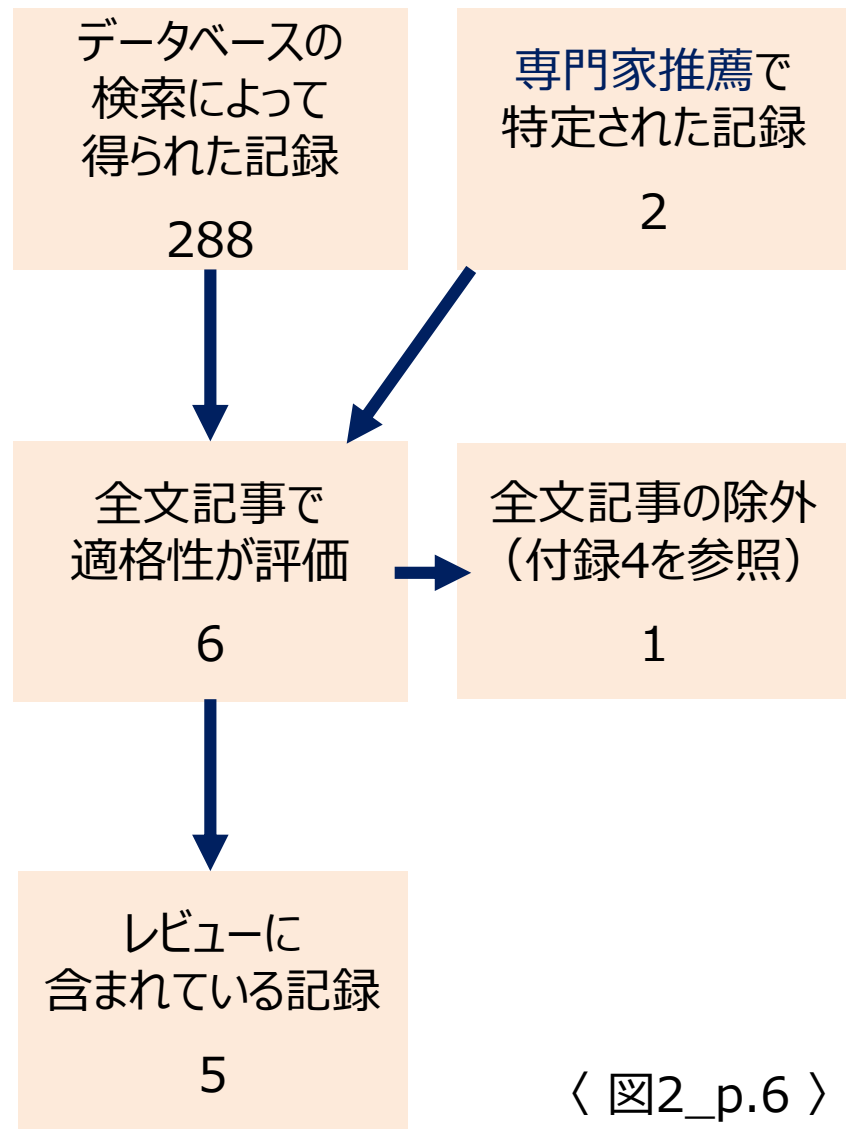 データベースの
検索によって
得られた記録
288
専門家推薦で
特定された記録
2
全文記事で
適格性が評価
6
全文記事の除外
（付録4を参照）
1
レビューに
含まれている記録
5
〈 図2_p.6 〉